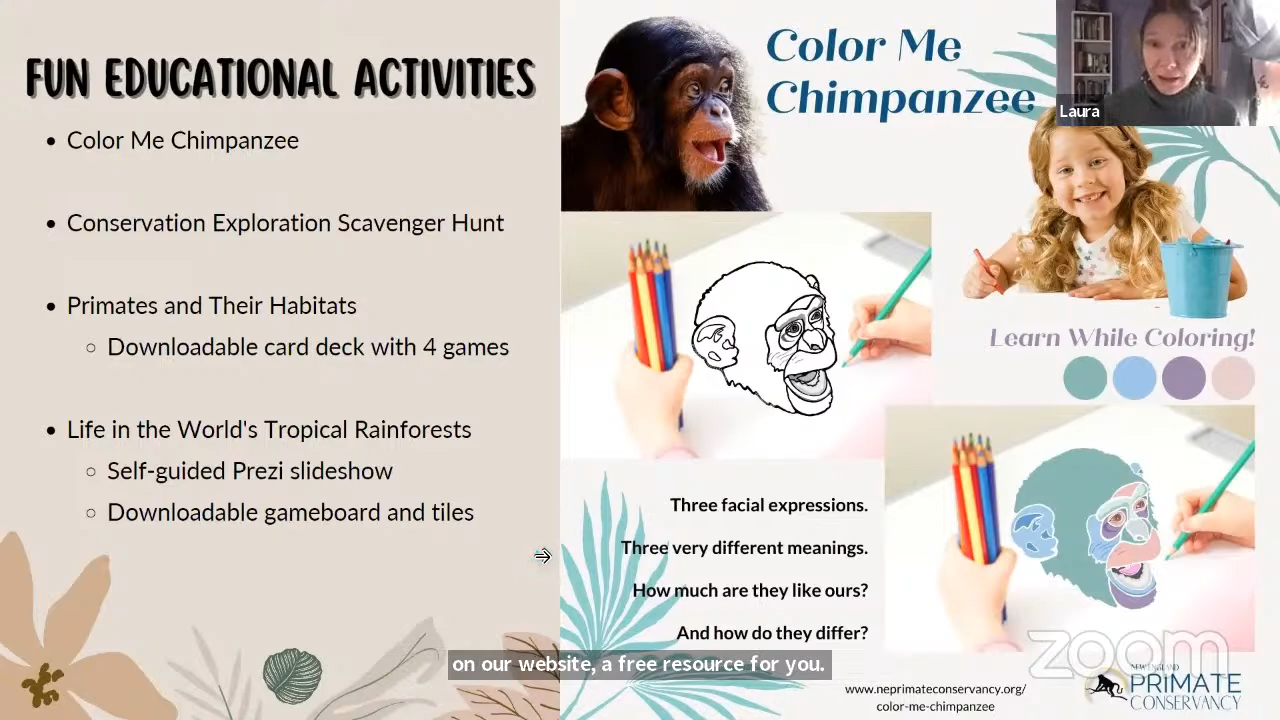 FUN EDUCATIONAL ACTIVITIES
• Color Me Chimpanzee
• Conservation Exploration Scavenger Hunt
• Primates and Their Habitats
○ Downloadable card deck with 4 games
• Life in the World's Tropical Rainforests
○ Self-guided Prezi slideshow
○ Downloadable gameboard and tiles
Color Me
Chimpanzee
Laura
Learn While Coloring!
Three facial expressions.
Three very different meanings.
How much are they like ours?
And how do they differ?
on our website, a free resource for you.
www.neprimateconservancy.org/
color-me-chimpanzee
zoom
NEW ENGLAND
PRIMATE
CONSERVANCY